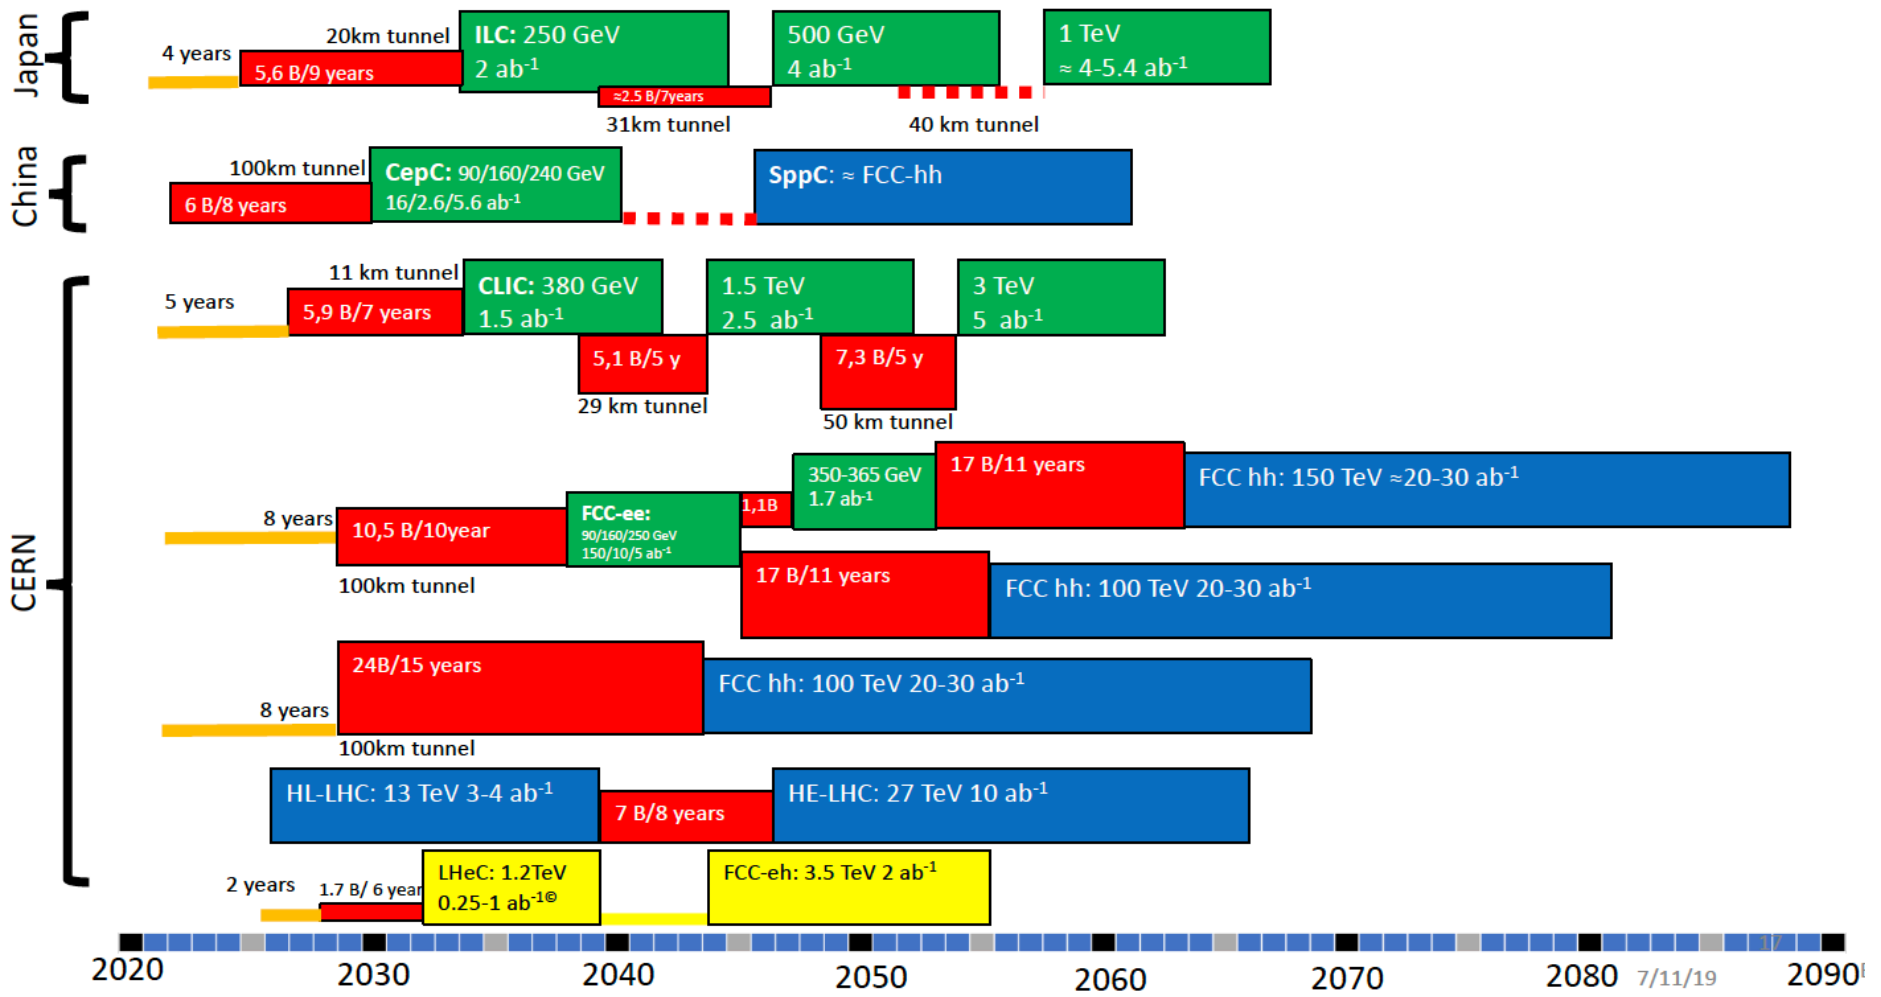 Japan
4 years
20km tunnel
5,6 B/9 years
ILC: 250 GeV
2 ab⁻¹
≈2.5 B/7years
31km tunnel
500 GeV
4 ab⁻¹
40 km tunnel
1 TeV
≈ 4-5.4 ab⁻¹
China
100km tunnel
6 B/8 years
CepC: 90/160/240 GeV
16/2.6/5.6 ab⁻¹
SppC: ≈ FCC-hh
CERN
5 years
11 km tunnel
5,9 B/7 years
CLIC: 380 GeV
1.5 ab⁻¹
5,1 B/5 y
29 km tunnel
1.5 TeV
2.5 ab⁻¹
7,3 B/5 y
50 km tunnel
3 TeV
5 ab⁻¹
8 years
10,5 B/10year
100km tunnel
FCC-ee:
90/160/250 GeV
150/10/5 ab⁻¹
1,1B
350-365 GeV
1.7 ab⁻¹
17 B/11 years
FCC hh: 150 TeV ≈20-30 ab⁻¹
17 B/11 years
FCC hh: 100 TeV 20-30 ab⁻¹
8 years
24B/15 years
100km tunnel
FCC hh: 100 TeV 20-30 ab⁻¹
HL-LHC: 13 TeV 3-4 ab⁻¹
7 B/8 years
HE-LHC: 27 TeV 10 ab⁻¹
2 years
1.7 B/ 6 year
LHeC: 1.2TeV
0.25-1 ab⁻¹©
FCC-eh: 3.5 TeV 2 ab⁻¹
17
2020 2030 2040 2050 2060 2070 2080 7/11/19 2090